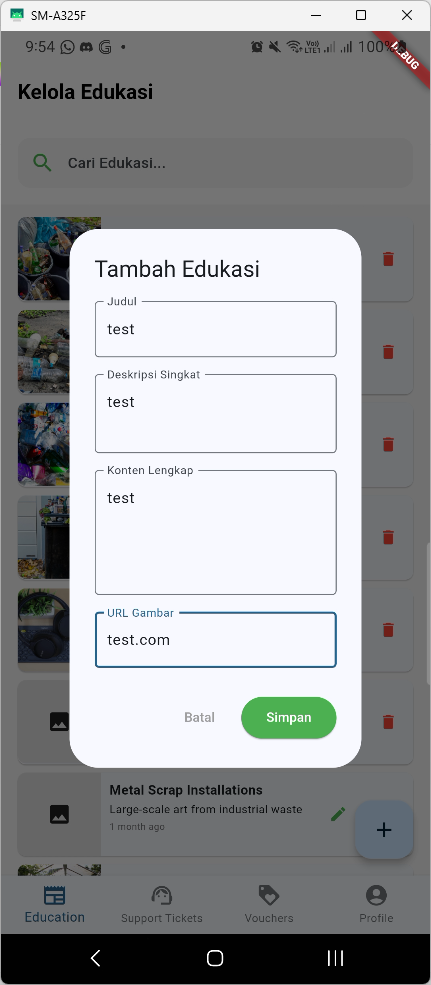 SM-A325F
9:54
Vo)) LTE1
100%
DEBUG
Kelola Edukasi
Cari Edukasi...
Tambah Edukasi
Judul
test
Deskripsi Singkat
test
Konten Lengkap
test
URL Gambar
test.com
Batal
Simpan
Metal Scrap Installations
Large-scale art from industrial waste
1 month ago
Education
Support Tickets
Vouchers
Profile